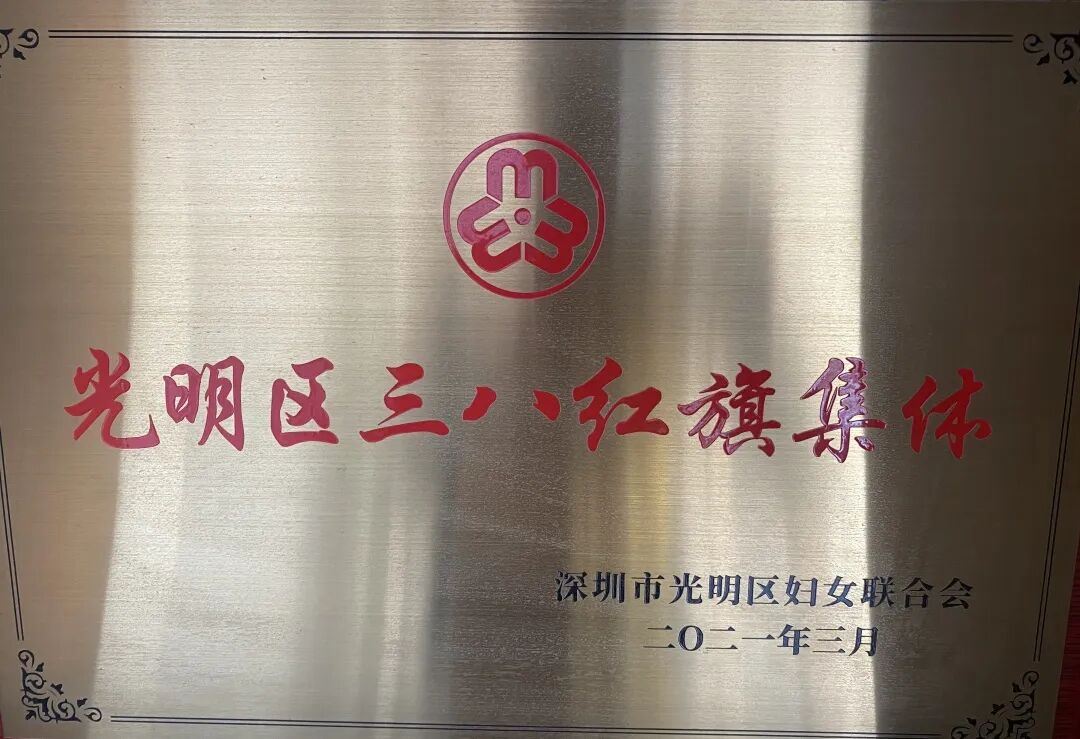 光明区三八红旗集体
深圳市光明区妇女联合会
二〇二一年三月